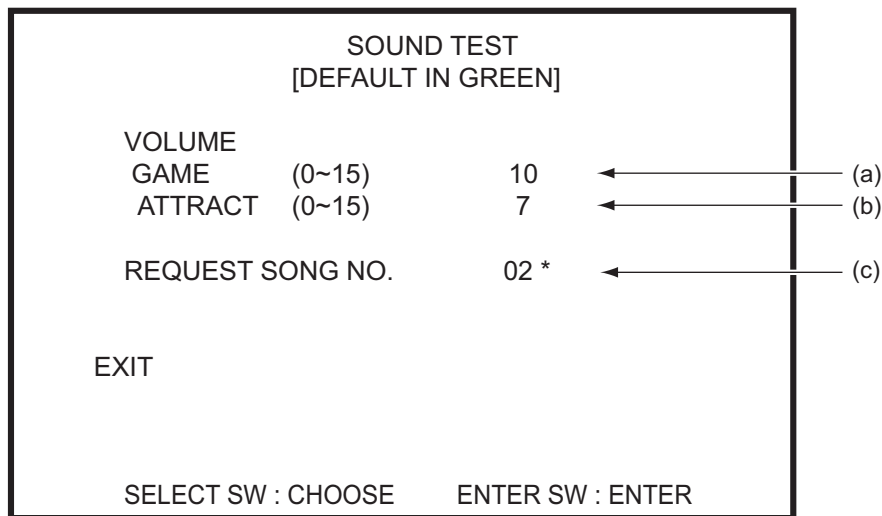 SOUND TEST
[DEFAULT IN GREEN]
VOLUME
GAME (0~15) 10 (a)
ATTRACT (0~15) 7 (b)
REQUEST SONG NO. 02 * (c)
EXIT
SELECT SW : CHOOSE ENTER SW : ENTER